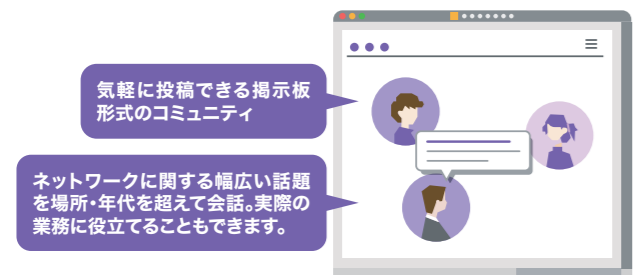 気軽に投稿できる掲示板
形式のコミュニティ
ネットワークに関する幅広い話題
を場所・年代を超えて会話。実際の
業務に役立てることもできます。